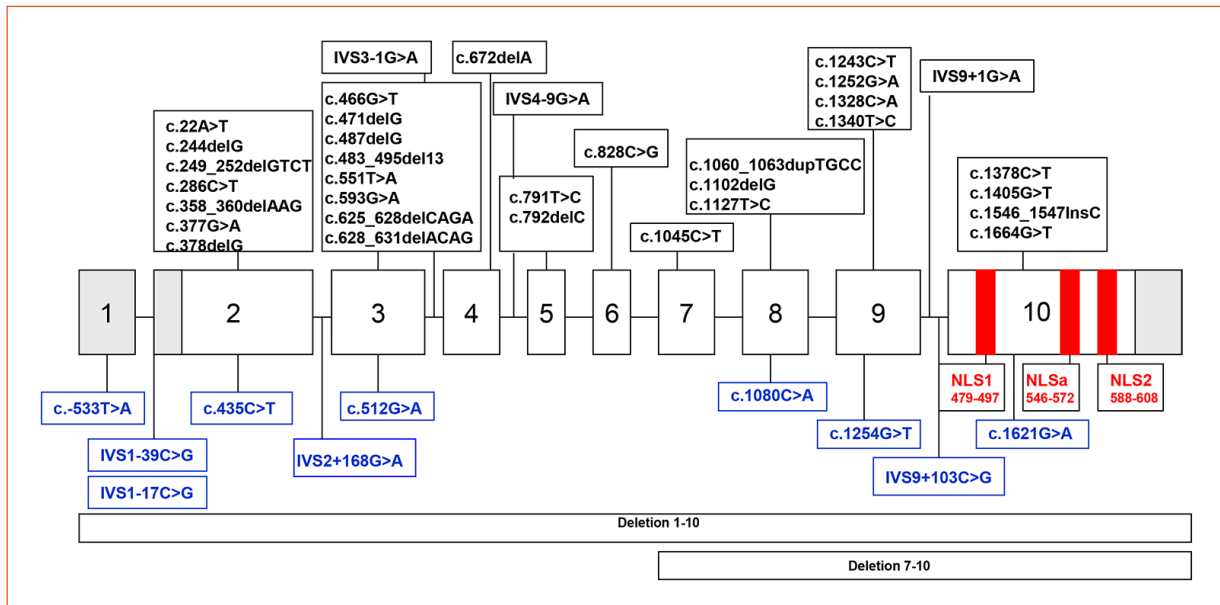 IVS3-1G>A
c.672delA
IVS4-9G>A
c.1243C>T
c.1252G>A
c.1328C>A
c.1340T>C
IVS9+1G>A
c.22A>T
c.244delG
c.249_252delGTCT
c.286C>T
c.358_360delAAG
c.377G>A
c.378delG
c.466G>T
c.471delG
c.487delG
c.483_495del13
c.551T>A
c.593G>A
c.625_628delCAGA
c.628_631delACAG
c.791T>C
c.792delC
c.828C>G
c.1045C>T
c.1060_1063dupTGCC
c.1102delG
c.1127T>C
c.1378C>T
c.1405G>T
c.1546_1547InsC
c.1664G>T
1
2
3
4
5
6
7
8
9
10
c.-533T>A
IVS1-39C>G
IVS1-17C>G
c.435C>T
IVS2+168G>A
c.512G>A
c.1080C>A
c.1254G>T
IVS9+103C>G
NLS1
479-497
NLSa
546-572
NLS2
588-608
c.1621G>A
Deletion 1-10
Deletion 7-10